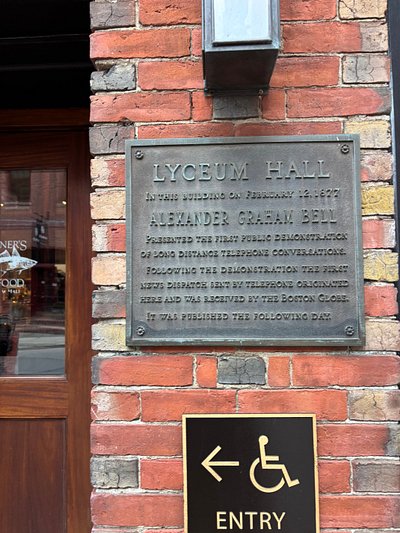 LYCEUM HALL
IN THIS BUILDING ON FEBRUARY 12, 1877
ALEXANDER GRAHAM BELL
PRESENTED THE FIRST PUBLIC DEMONSTRATION
OF LONG DISTANCE TELEPHONE CONVERSATIONS.
FOLLOWING THE DEMONSTRATION THE FIRST
NEWS DISPATCH SENT BY TELEPHONE ORIGINATED
HERE AND WAS RECEIVED BY THE BOSTON GLOBE.
IT WAS PUBLISHED THE FOLLOWING DAY.
NER'S
OOD
ENTRY